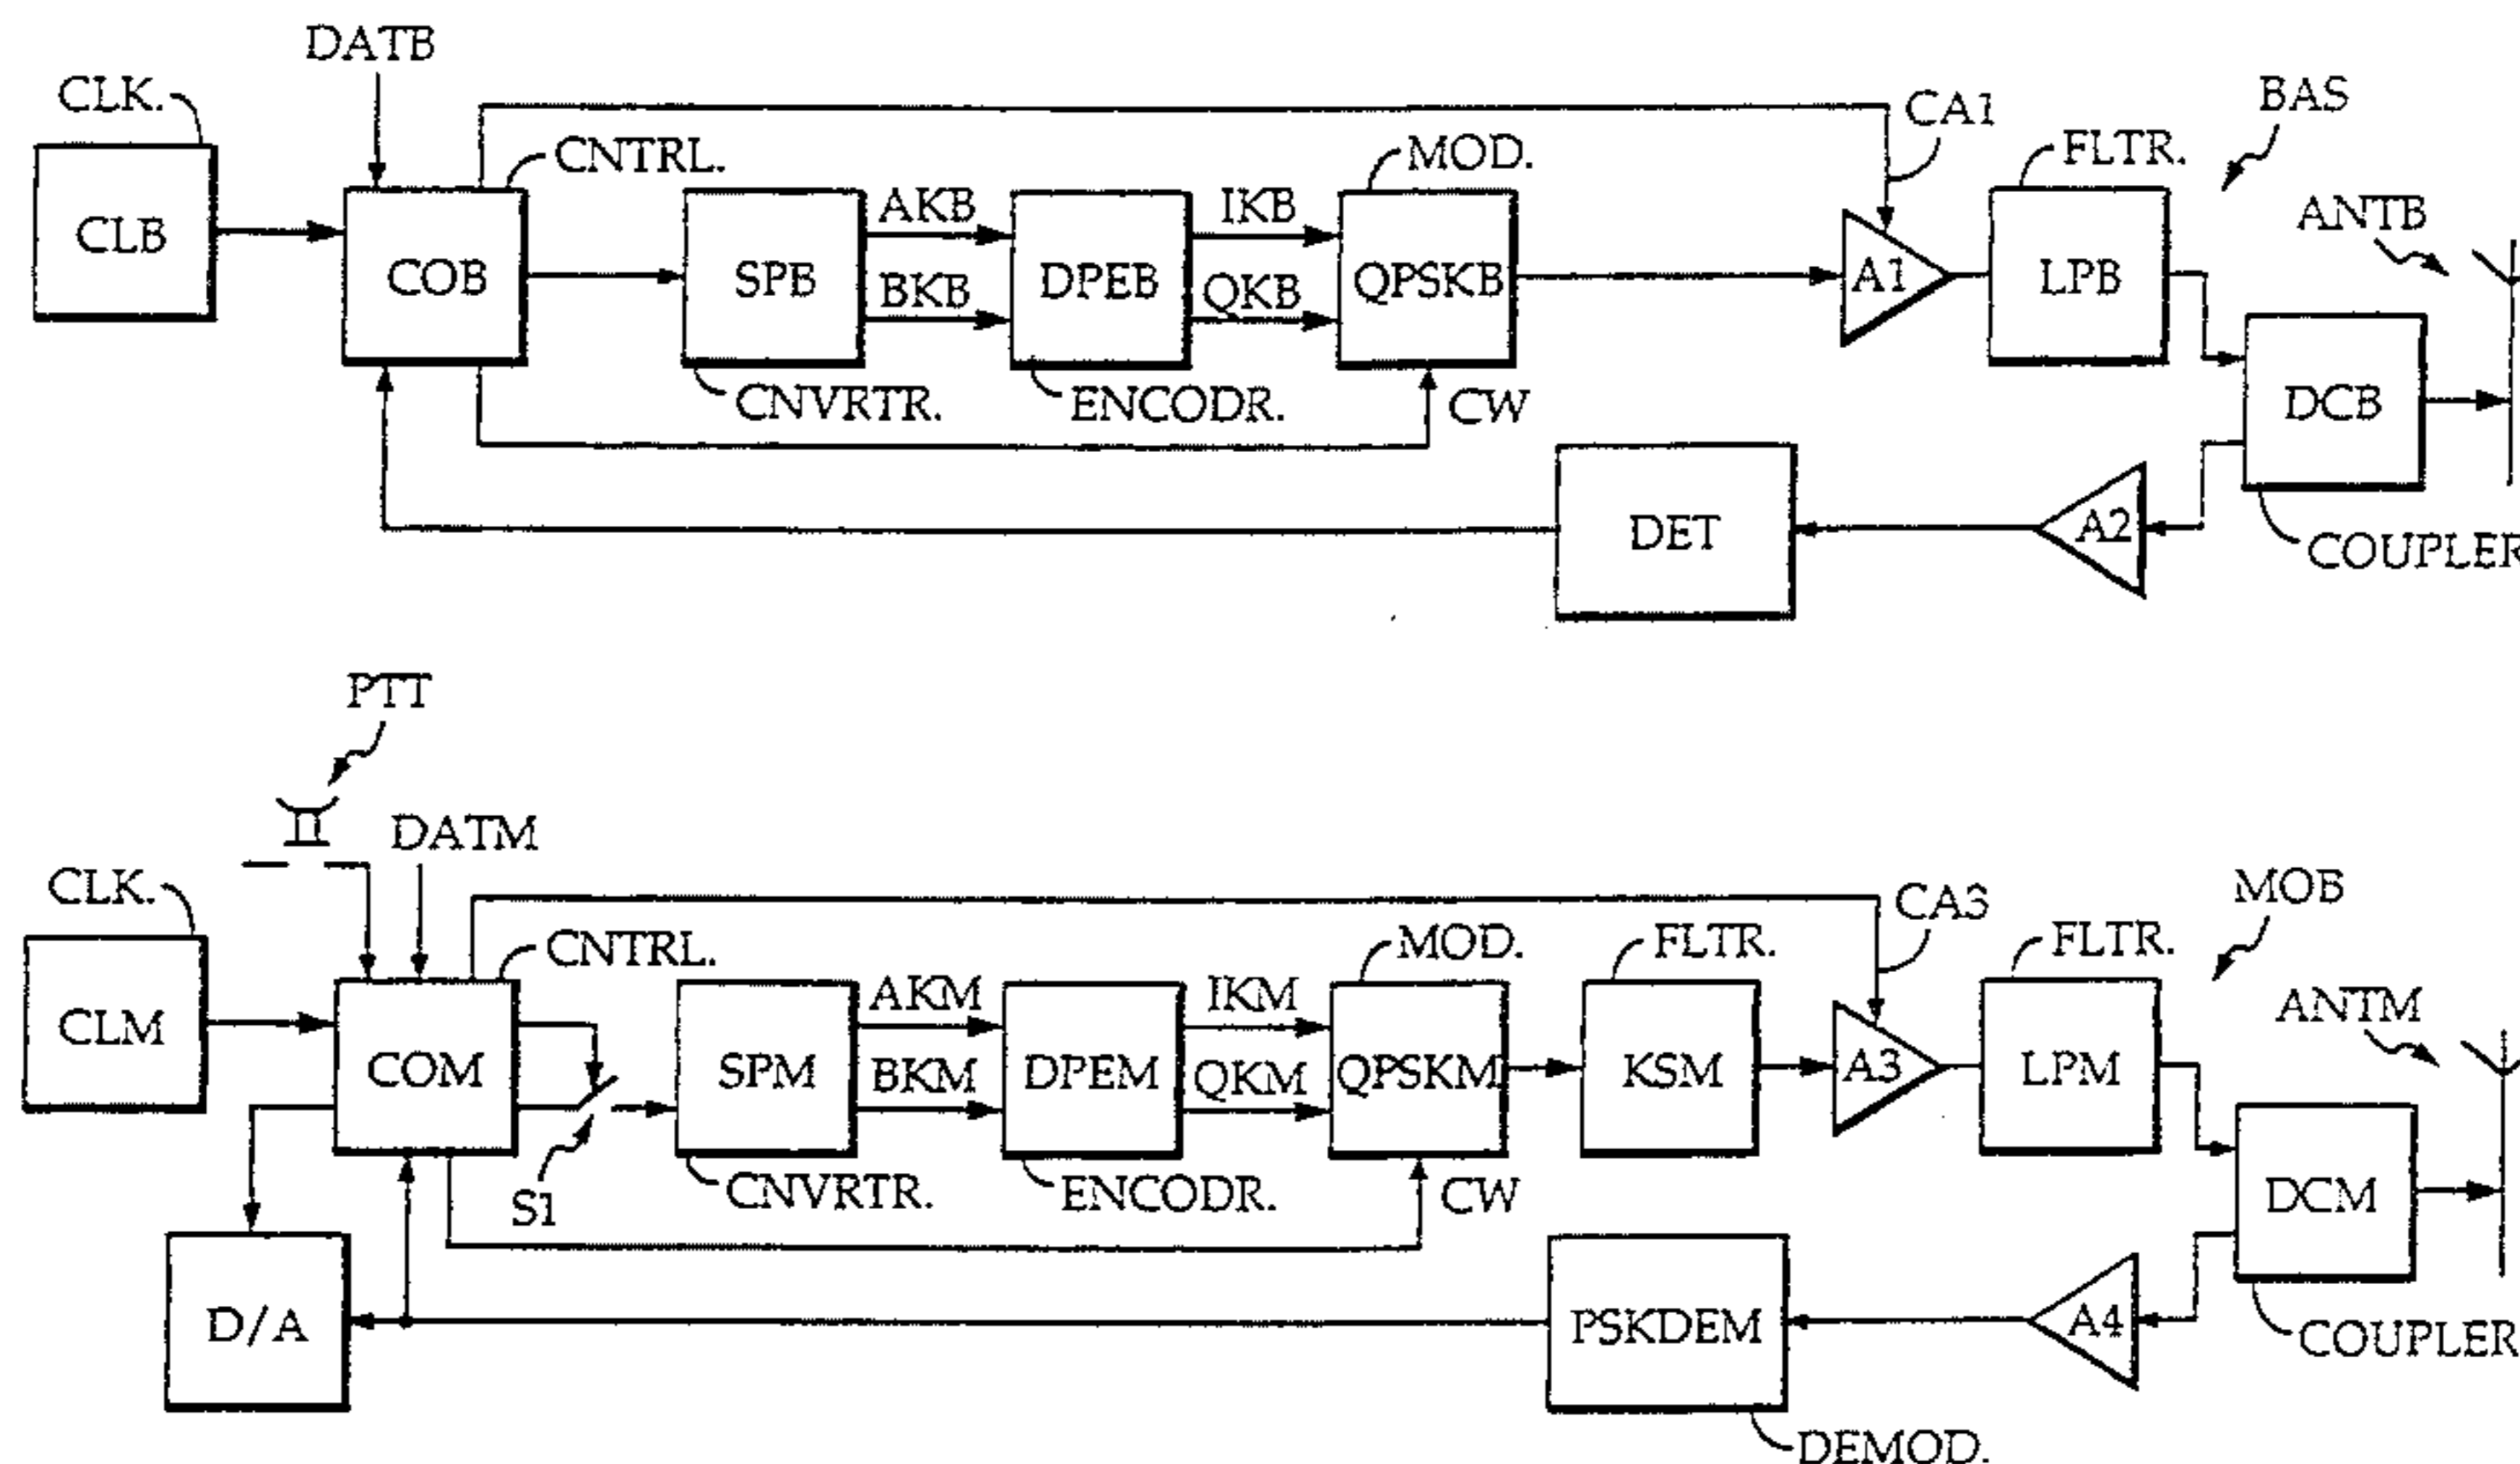 DATB
CLK.
CA1
BAS
CNTRL.
MOD.
FLTR.
CLB
COB
SPB
AKB
BKB
DPEB
IKB
QKB
QPSKB
A1
LPB
ANTB
CNVRTR.
ENCODR.
CW
DCB
DET
A2
COUPLER
PTT
DATM
CLK.
CA3
MOB
CNTRL.
MOD.
FLTR.
FLTR.
CLM
COM
SPM
AKM
BKM
DPEM
IKM
QKM
QPSKM
KSM
A3
LPM
ANTM
S1
CNVRTR.
ENCODR.
CW
DCM
D/A
PSKDEM
A4
COUPLER
DEMOD.